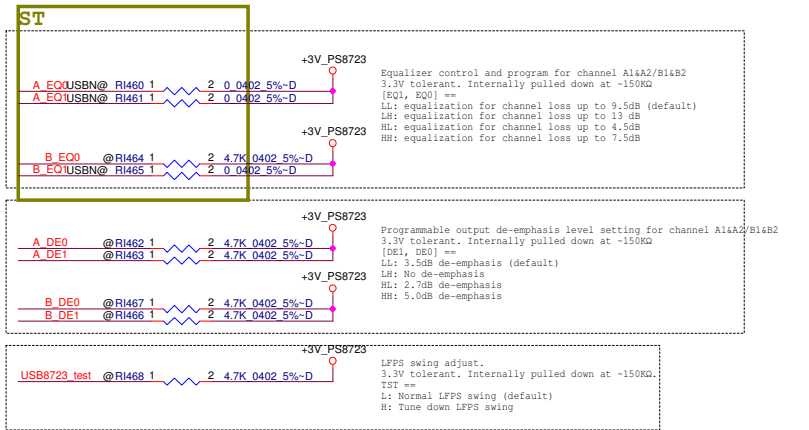 ST
+3V_PS8723
A_EQ0 USBN@ RI460 1 2 0_0402_5%~D
A_EQ1 USBN@ RI461 1 2 0_0402_5%~D
Equalizer control and program for channel A1&A2/B1&B2
3.3V tolerant. Internally pulled down at ~150KΩ
[EQ1, EQ0] ==
LL: equalization for channel loss up to 9.5dB (default)
LH: equalization for channel loss up to 13 dB
HL: equalization for channel loss up to 4.5dB
HH: equalization for channel loss up to 7.5dB
+3V_PS8723
B_EQ0 @ RI464 1 2 4.7K_0402_5%~D
B_EQ1 USBN@ RI465 1 2 0_0402_5%~D
+3V_PS8723
A_DE0 @ RI462 1 2 4.7K_0402_5%~D
A_DE1 @ RI463 1 2 4.7K_0402_5%~D
Programmable output de-emphasis level setting for channel A1&A2/B1&B2
3.3V tolerant. Internally pulled down at ~150KΩ
[DE1, DE0] ==
LL: 3.5dB de-emphasis (default)
LH: No de-emphasis
HL: 2.7dB de-emphasis
HH: 5.0dB de-emphasis
+3V_PS8723
B_DE0 @ RI467 1 2 4.7K_0402_5%~D
B_DE1 @ RI466 1 2 4.7K_0402_5%~D
+3V_PS8723
USB8723_test @ RI468 1 2 4.7K_0402_5%~D
LFPS swing adjust.
3.3V tolerant. Internally pulled down at ~150KΩ.
TST ==
L: Normal LFPS swing (default)
H: Tune down LFPS swing